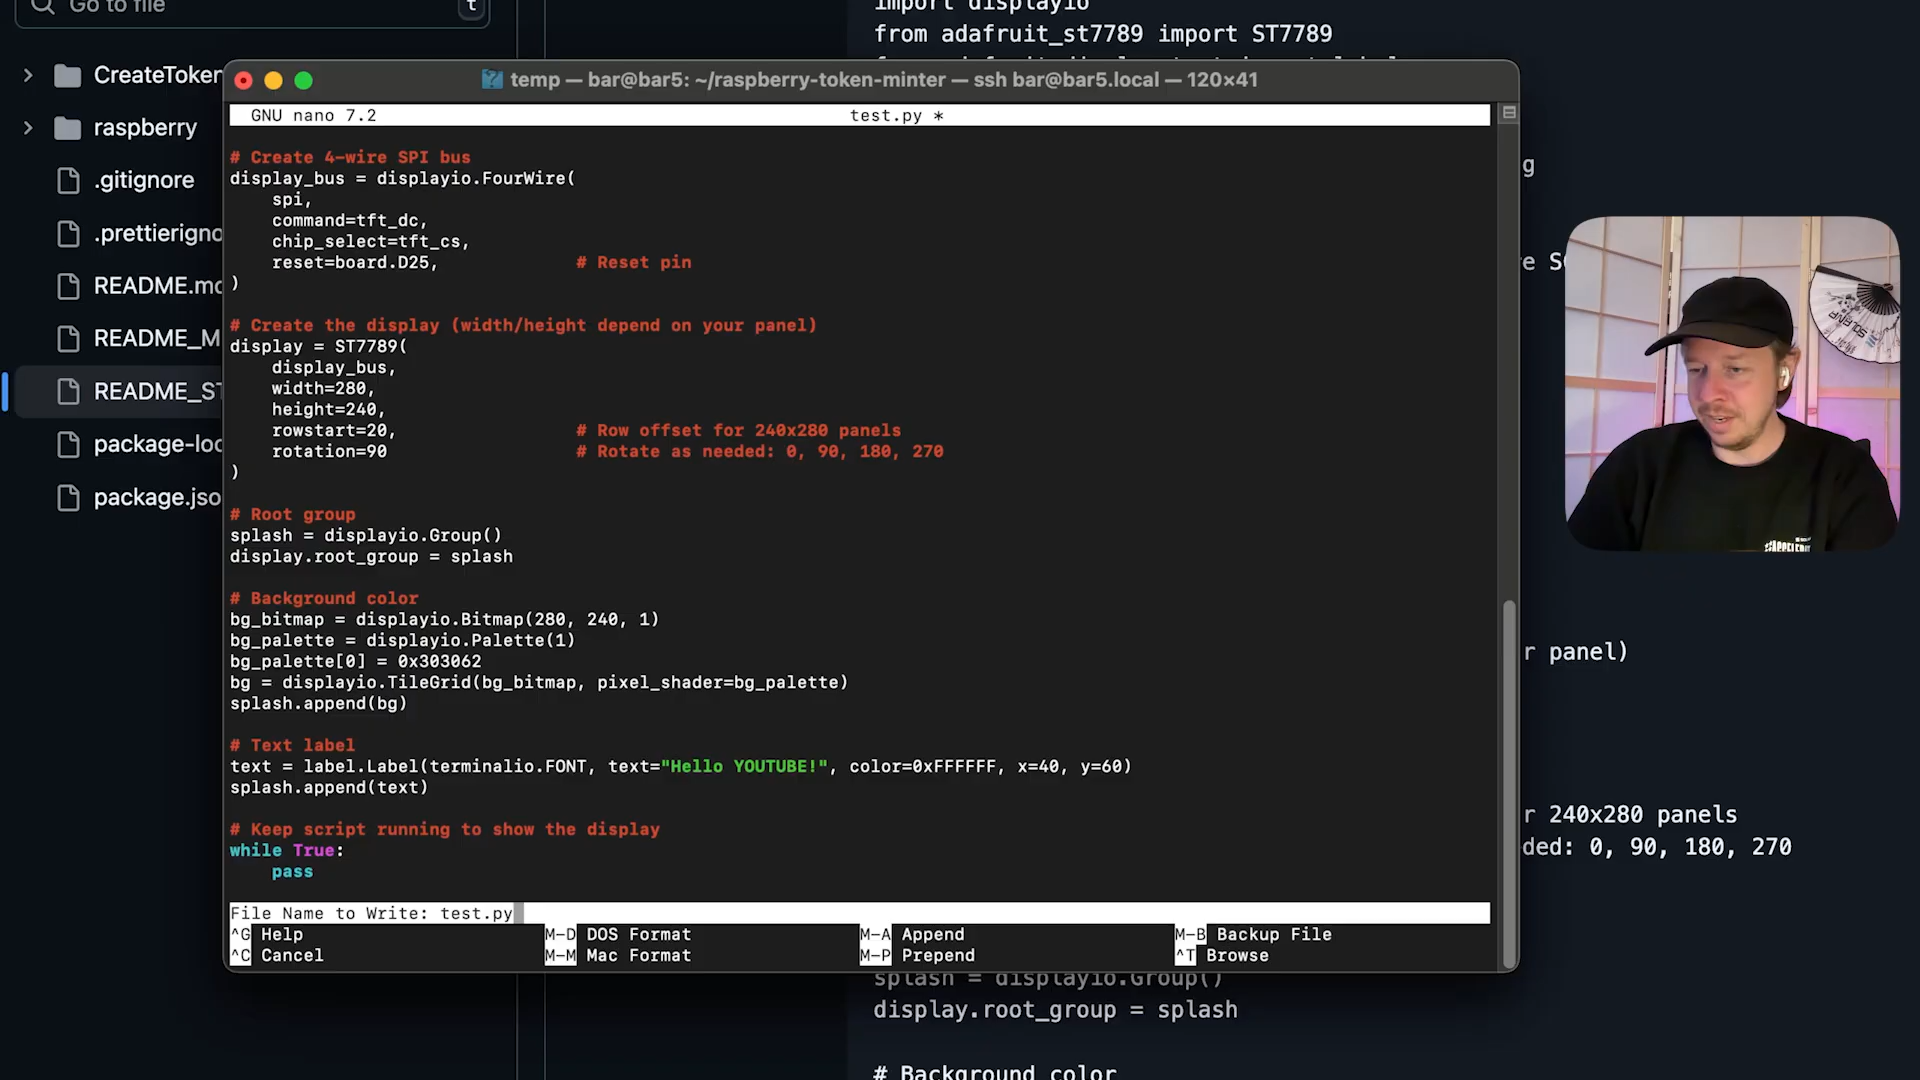 Go to file
t
CreateToken
raspberry
.gitignore
.prettierigno
README.md
README_M
README_ST
package-loc
package.jso
import displayio
from adafruit_st7789 import ST7789
temp — bar@bar5: ~/raspberry-token-minter — ssh bar@bar5.local — 120×41
GNU nano 7.2 test.py *
# Create 4-wire SPI bus
display_bus = displayio.FourWire(
spi,
command=tft_dc,
chip_select=tft_cs,
reset=board.D25, # Reset pin
)
# Create the display (width/height depend on your panel)
display = ST7789(
display_bus,
width=280,
height=240,
rowstart=20, # Row offset for 240x280 panels
rotation=90 # Rotate as needed: 0, 90, 180, 270
)
# Root group
splash = displayio.Group()
display.root_group = splash
# Background color
bg_bitmap = displayio.Bitmap(280, 240, 1)
bg_palette = displayio.Palette(1)
bg_palette[0] = 0x303062
bg = displayio.TileGrid(bg_bitmap, pixel_shader=bg_palette)
splash.append(bg)
# Text label
text = label.Label(terminalio.FONT, text="Hello YOUTUBE!", color=0xFFFFFF, x=40, y=60)
splash.append(text)
# Keep script running to show the display
while True:
pass
File Name to Write: test.py
^G Help M-D DOS Format M-A Append M-B Backup File
^C Cancel M-M Mac Format M-P Prepend ^T Browse
g
e S
r panel)
r 240x280 panels
ded: 0, 90, 180, 270
splash = displayio.Group()
display.root_group = splash
# Background color